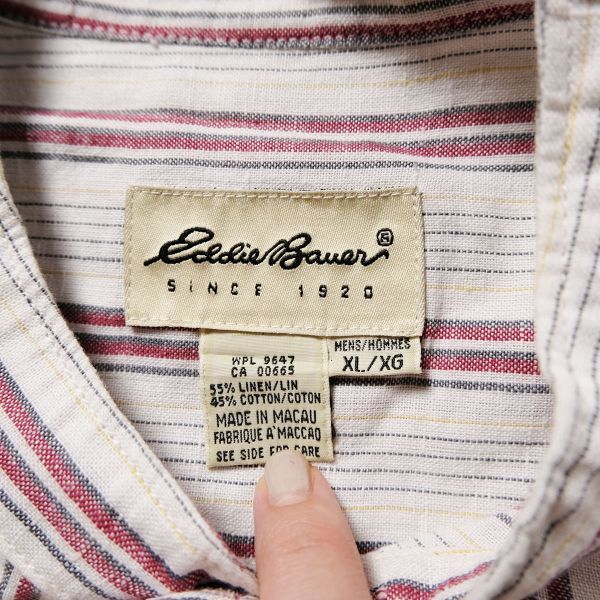 Eddie Bauer®
SINCE 1920
MENS/HOMMES
XL/XG
WPL 9647
CA 00665
55% LINEN/LIN
45% COTTON/COTON
MADE IN MACAU
FABRIQUE A' MACCAO
SEE SIDE FOR CARE